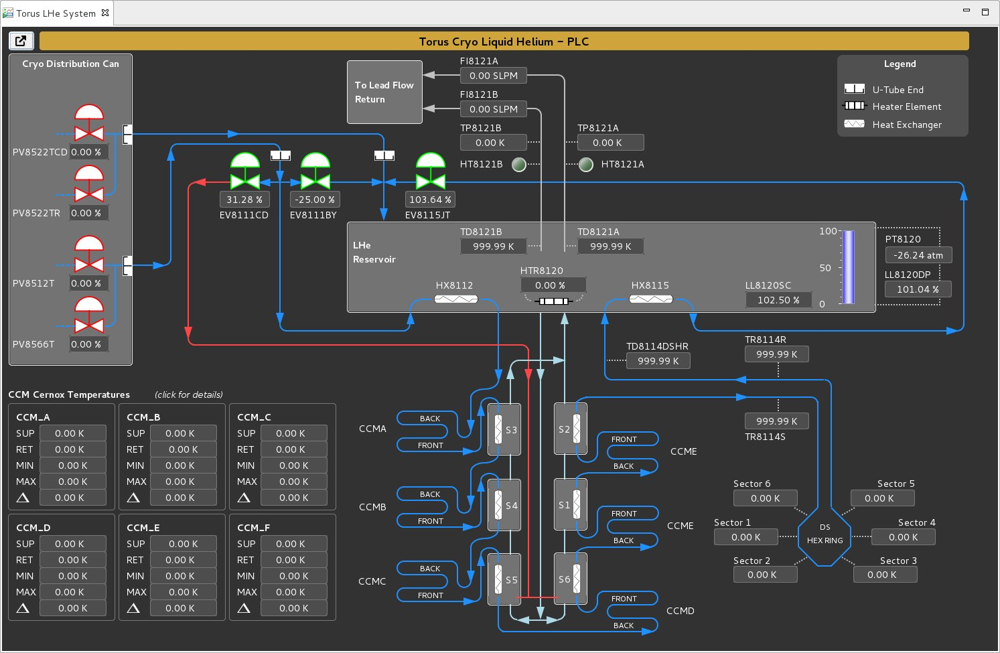 Torus LHe System
Torus Cryo Liquid Helium – PLC
Cryo Distribution Can
PV8522TCD 0.00 %
PV8522TR 0.00 %
PV8512T 0.00 %
PV8566T 0.00 %
To Lead Flow
Return
FI8121A
0.00 SLPM
FI8121B
0.00 SLPM
TP8121B
0.00 K
TP8121A
0.00 K
HT8121B
HT8121A
Legend
U-Tube End
Heater Element
Heat Exchanger
31.28 %
EV8111CD
-25.00 %
EV8111BY
103.64 %
EV8115JT
LHe
Reservoir
TD8121B
999.99 K
TD8121A
999.99 K
HTR8120
0.00 %
HX8112
HX8115
LL8120SC
102.50 %
100
50
0
PT8120
-26.24 atm
LL8120DP
101.04 %
TD8114DSHR
999.99 K
TR8114R
999.99 K
999.99 K
TR8114S
CCM Cernox Temperatures
(click for details)
CCM_A
SUP 0.00 K
RET 0.00 K
MIN 0.00 K
MAX 0.00 K
△ 0.00 K
CCM_B
SUP 0.00 K
RET 0.00 K
MIN 0.00 K
MAX 0.00 K
△ 0.00 K
CCM_C
SUP 0.00 K
RET 0.00 K
MIN 0.00 K
MAX 0.00 K
△ 0.00 K
CCM_D
SUP 0.00 K
RET 0.00 K
MIN 0.00 K
MAX 0.00 K
△ 0.00 K
CCM_E
SUP 0.00 K
RET 0.00 K
MIN 0.00 K
MAX 0.00 K
△ 0.00 K
CCM_F
SUP 0.00 K
RET 0.00 K
MIN 0.00 K
MAX 0.00 K
△ 0.00 K
CCMA
BACK
FRONT
S3
CCMB
BACK
FRONT
S4
CCMC
BACK
FRONT
S5
S2
FRONT
BACK
CCME
S1
FRONT
BACK
CCME
S6
FRONT
BACK
CCMD
Sector 6
0.00 K
Sector 5
0.00 K
Sector 1
0.00 K
DS
HEX RING
Sector 4
0.00 K
Sector 2
0.00 K
Sector 3
0.00 K